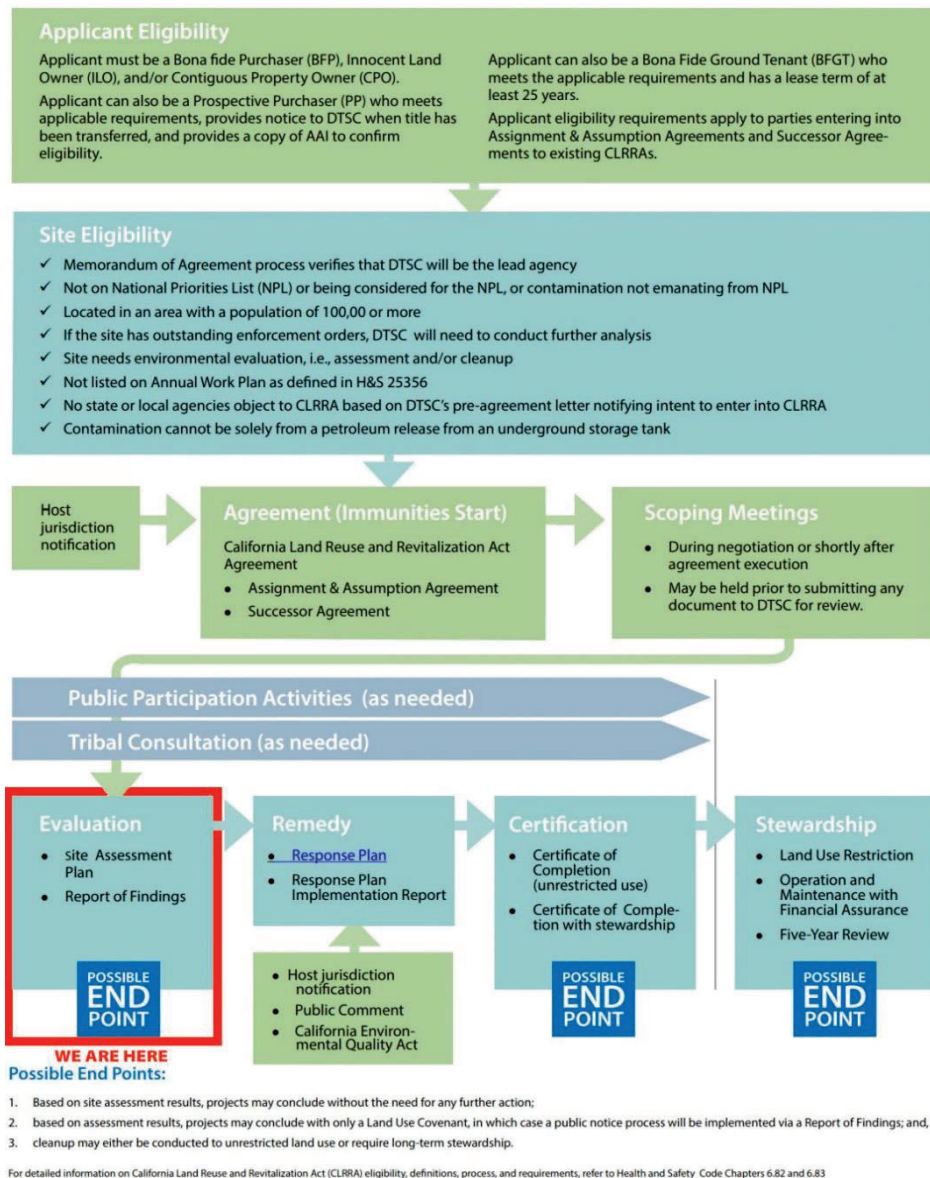 Applicant Eligibility
Applicant must be a Bona fide Purchaser (BFP), Innocent Land
Owner (ILO), and/or Contiguous Property Owner (CPO).
Applicant can also be a Prospective Purchaser (PP) who meets
applicable requirements, provides notice to DTSC when title has
been transferred, and provides a copy of AAI to confirm
eligibility.
Applicant can also be a Bona Fide Ground Tenant (BFGT) who
meets the applicable requirements and has a lease term of at
least 25 years.
Applicant eligibility requirements apply to parties entering into
Assignment & Assumption Agreements and Successor Agree-
ments to existing CLRRAs.
Site Eligibility
✓ Memorandum of Agreement process verifies that DTSC will be the lead agency
✓ Not on National Priorities List (NPL) or being considered for the NPL, or contamination not emanating from NPL
✓ Located in an area with a population of 100,00 or more
✓ If the site has outstanding enforcement orders, DTSC will need to conduct further analysis
✓ Site needs environmental evaluation, i.e., assessment and/or cleanup
✓ Not listed on Annual Work Plan as defined in H&S 25356
✓ No state or local agencies object to CLRRA based on DTSC's pre-agreement letter notifying intent to enter into CLRRA
✓ Contamination cannot be solely from a petroleum release from an underground storage tank
Host
jurisdiction
notification
Agreement (Immunities Start)
California Land Reuse and Revitalization Act
Agreement
• Assignment & Assumption Agreement
• Successor Agreement
Scoping Meetings
• During negotiation or shortly after
agreement execution
• May be held prior to submitting any
document to DTSC for review.
Public Participation Activities (as needed)
Tribal Consultation (as needed)
Evaluation
• Site Assessment
Plan
• Report of Findings
POSSIBLE
END
POINT
WE ARE HERE
Remedy
• Response Plan
• Response Plan
Implementation Report
• Host jurisdiction
notification
• Public Comment
• California Environ-
mental Quality Act
Certification
• Certificate of
Completion
(unrestricted use)
• Certificate of Comple-
tion with stewardship
POSSIBLE
END
POINT
Stewardship
• Land Use Restriction
• Operation and
Maintenance with
Financial Assurance
• Five-Year Review
POSSIBLE
END
POINT
Possible End Points:
1. Based on site assessment results, projects may conclude without the need for any further action;
2. based on assessment results, projects may conclude with only a Land Use Covenant, in which case a public notice process will be implemented via a Report of Findings; and,
3. cleanup may either be conducted to unrestricted land use or require long-term stewardship.
For detailed information on California Land Reuse and Revitalization Act (CLRRA) eligibility, definitions, process, and requirements, refer to Health and Safety Code Chapters 6.82 and 6.83